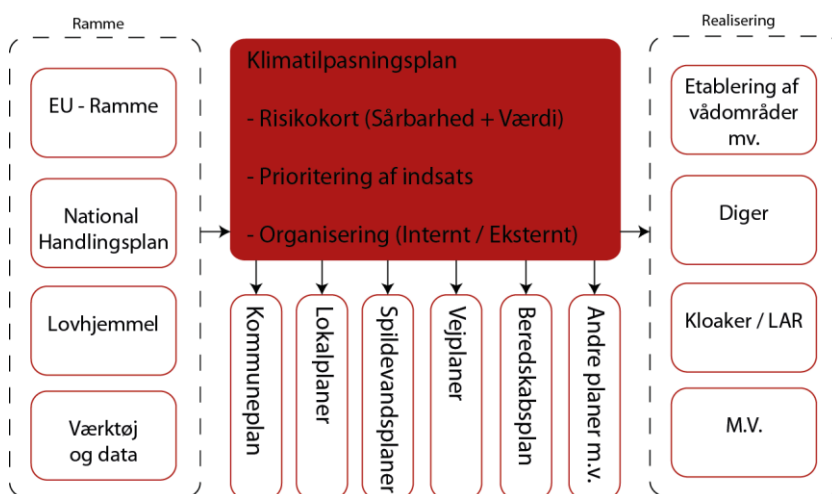 Ramme
EU - Ramme
National
Handlingsplan
Lovhjemmel
Værktøj
og data
Klimatilpasningsplan
- Risikokort (Sårbarhed + Værdi)
- Prioritering af indsats
- Organisering (Internt / Eksternt)
Kommuneplan
Lokalplaner
Spildevandsplaner
Vejplaner
Beredskabsplan
Andre planer m.v.
Realisering
Etablering af
vådområder
mv.
Diger
Kloaker / LAR
M.V.